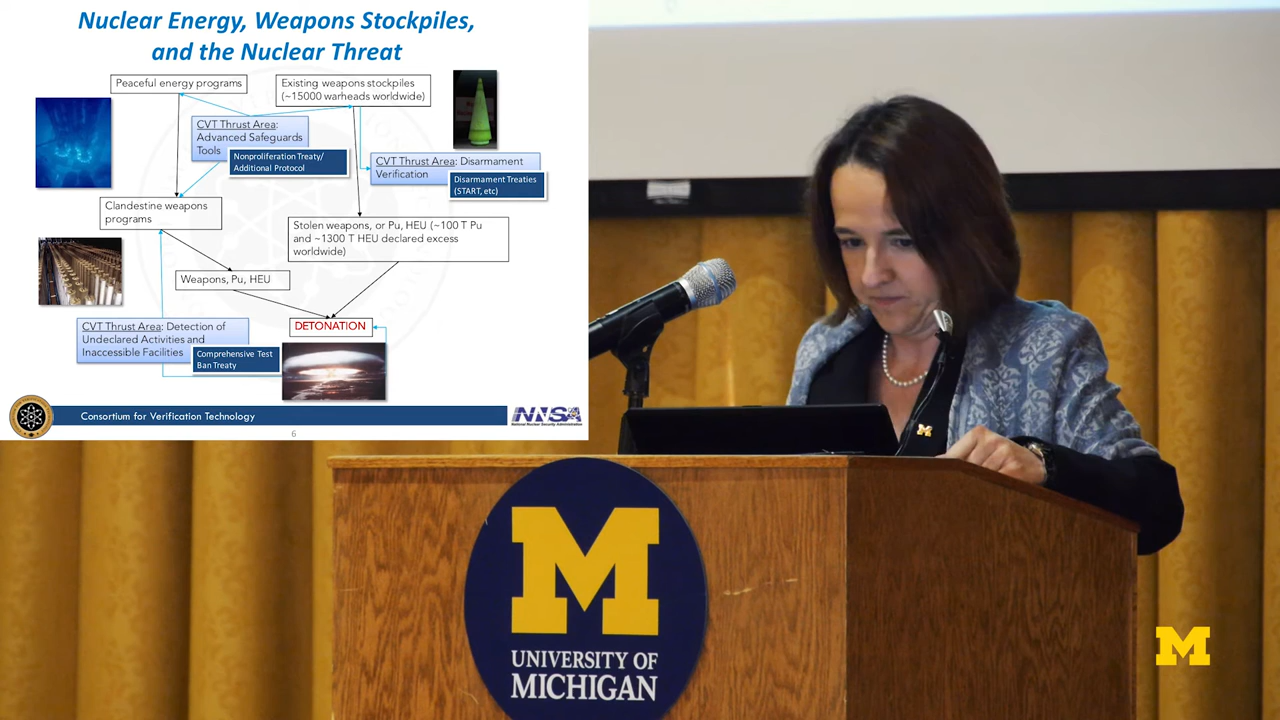 Nuclear Energy, Weapons Stockpiles,
and the Nuclear Threat
Peaceful energy programs
Existing weapons stockpiles
(~15000 warheads worldwide)
CVT Thrust Area:
Advanced Safeguards
Tools
Nonproliferation Treaty/
Additional Protocol
CVT Thrust Area: Disarmament
Verification
Disarmament Treaties
(START, etc)
Clandestine weapons
programs
Stolen weapons, or Pu, HEU (~100 T Pu
and ~1300 T HEU declared excess
worldwide)
Weapons, Pu, HEU
CVT Thrust Area: Detection of
Undeclared Activities and
Inaccessible Facilities
Comprehensive Test
Ban Treaty
DETONATION
Consortium for Verification Technology
NNSA
National Nuclear Security Administration
6
M
UNIVERSITY OF
MICHIGAN
M
M